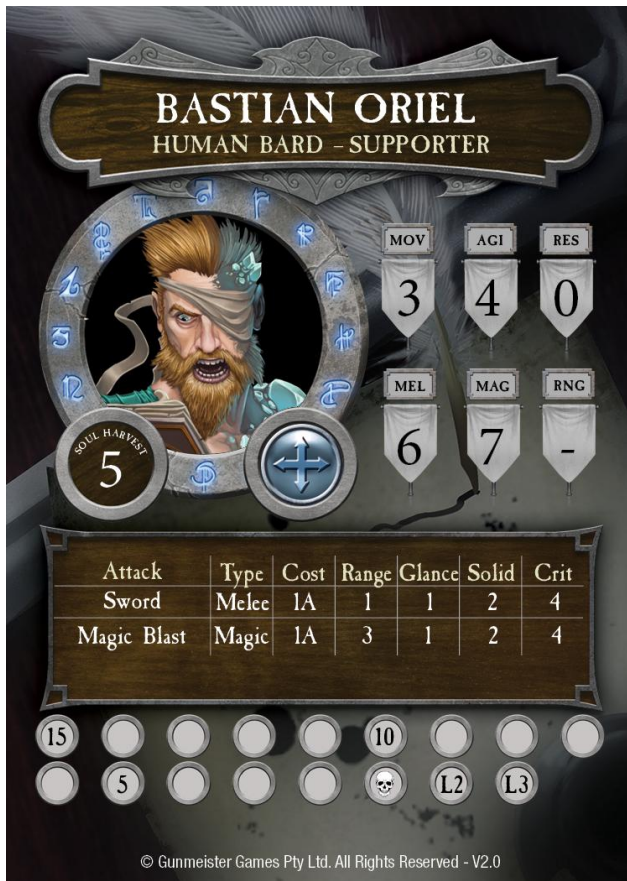 BASTIAN ORIEL
HUMAN BARD – SUPPORTER
MOV AGI RES
3 4 0
MEL MAG RNG
6 7 -
SOUL HARVEST
5
Attack Type Cost Range Glance Solid Crit
Sword Melee 1A 1 1 2 4
Magic Blast Magic 1A 3 1 2 4
15 10
5 L2 L3
© Gunmeister Games Pty Ltd. All Rights Reserved - V2.0